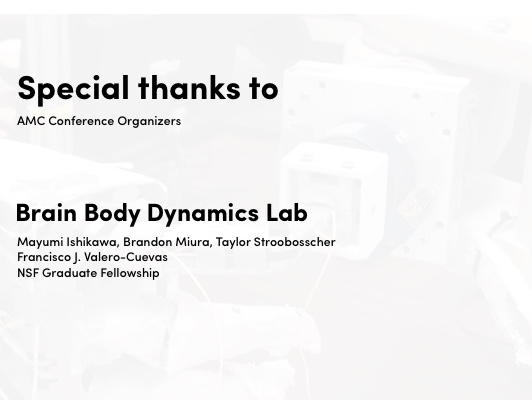 Special thanks to
AMC Conference Organizers
Brain Body Dynamics Lab
Mayumi Ishikawa, Brandon Miura, Taylor Stroobosscher
Francisco J. Valero-Cuevas
NSF Graduate Fellowship